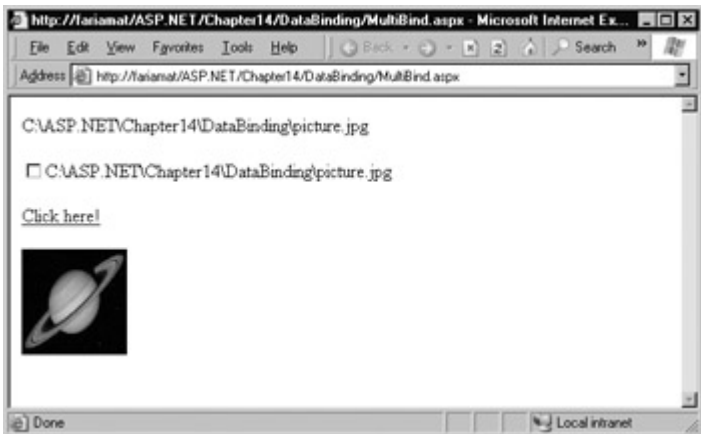 http://fariamat/ASP.NET/Chapter14/DataBinding/MultiBind.aspx - Microsoft Internet Ex...
File Edit View Favorites Tools Help Back Search »
Address http://fariamat/ASP.NET/Chapter14/DataBinding/MultiBind.aspx
C:\ASP.NET\Chapter14\DataBinding\picture.jpg
C:\ASP.NET\Chapter14\DataBinding\picture.jpg
Click here!
Done Local intranet